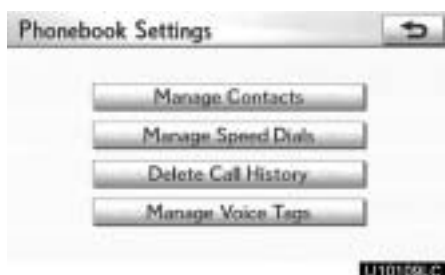 Phonebook Settings
Manage Contacts
Manage Speed Dials
Delete Call History
Manage Voice Tags